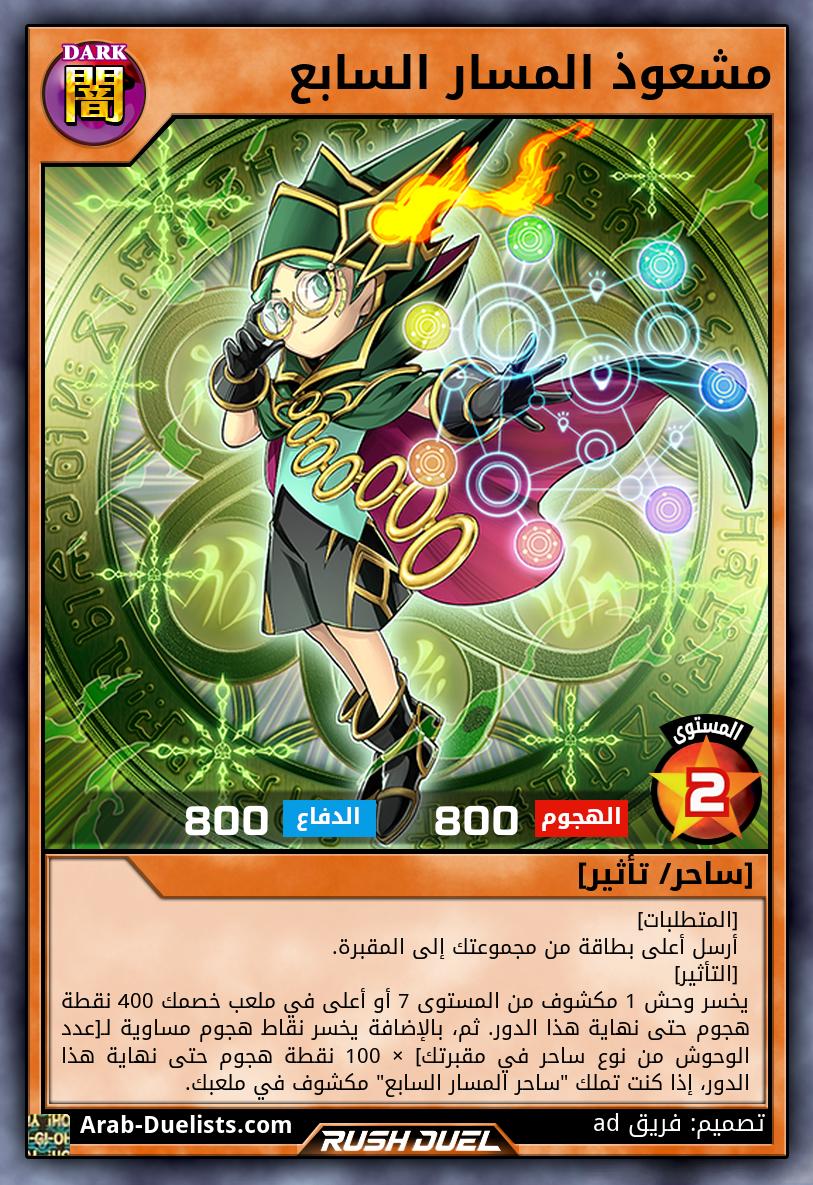 DARK
闇
مشعوذ المسار السابع
المستوى
2
الهجوم 800 الدفاع 800
[ساحر/ تأثير]
[المتطلبات]
أرسل أعلى بطاقة من مجموعتك إلى المقبرة.
[التأثير]
يخسر وحش 1 مكشوف من المستوى 7 أو أعلى في ملعب خصمك 400 نقطة
هجوم حتى نهاية هذا الدور. ثم، بالإضافة يخسر نقاط هجوم مساوية لـ[عدد
الوحوش من نوع ساحر في مقبرتك] × 100 نقطة هجوم حتى نهاية هذا
الدور، إذا كنت تملك "ساحر المسار السابع" مكشوف في ملعبك.
تصميم: فريق ad
RUSH DUEL
Arab-Duelists.com